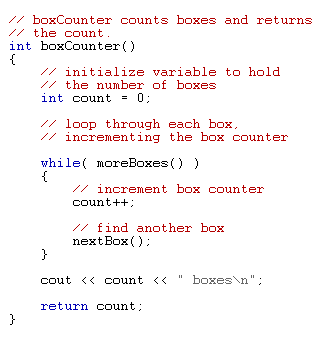 // boxCounter counts boxes and returns
// the count.
int boxCounter()
{
    // initialize variable to hold
    // the number of boxes
    int count = 0;

    // loop through each box,
    // incrementing the box counter

    while( moreBoxes() )
    {
        // increment box counter
        count++;

        // find another box
        nextBox();
    }

    cout << count << " boxes\n";

    return count;
}